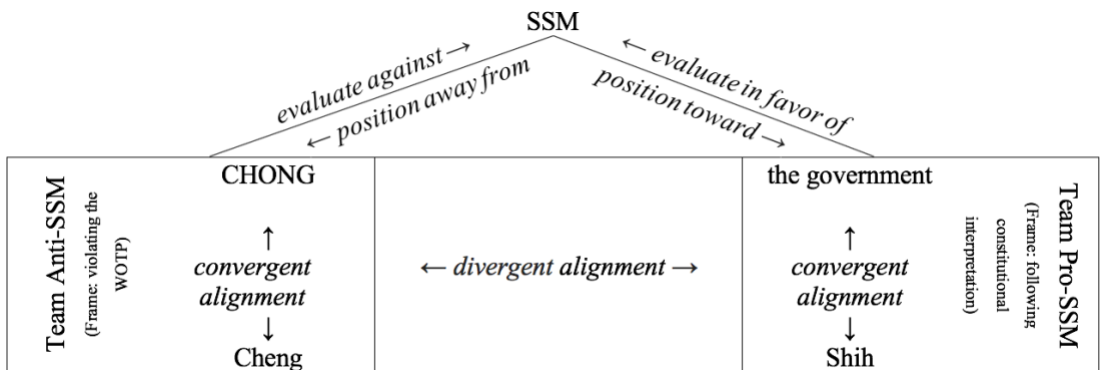 SSM
evaluate against →
← position away from
← evaluate in favor of
position toward →
CHONG
the government
Team Anti-SSM
(Frame: violating the
WOTP)
↑
convergent
alignment
↓
Cheng
← divergent alignment →
↑
convergent
alignment
↓
Shih
Team Pro-SSM
(Frame: following
constitutional
interpretation)